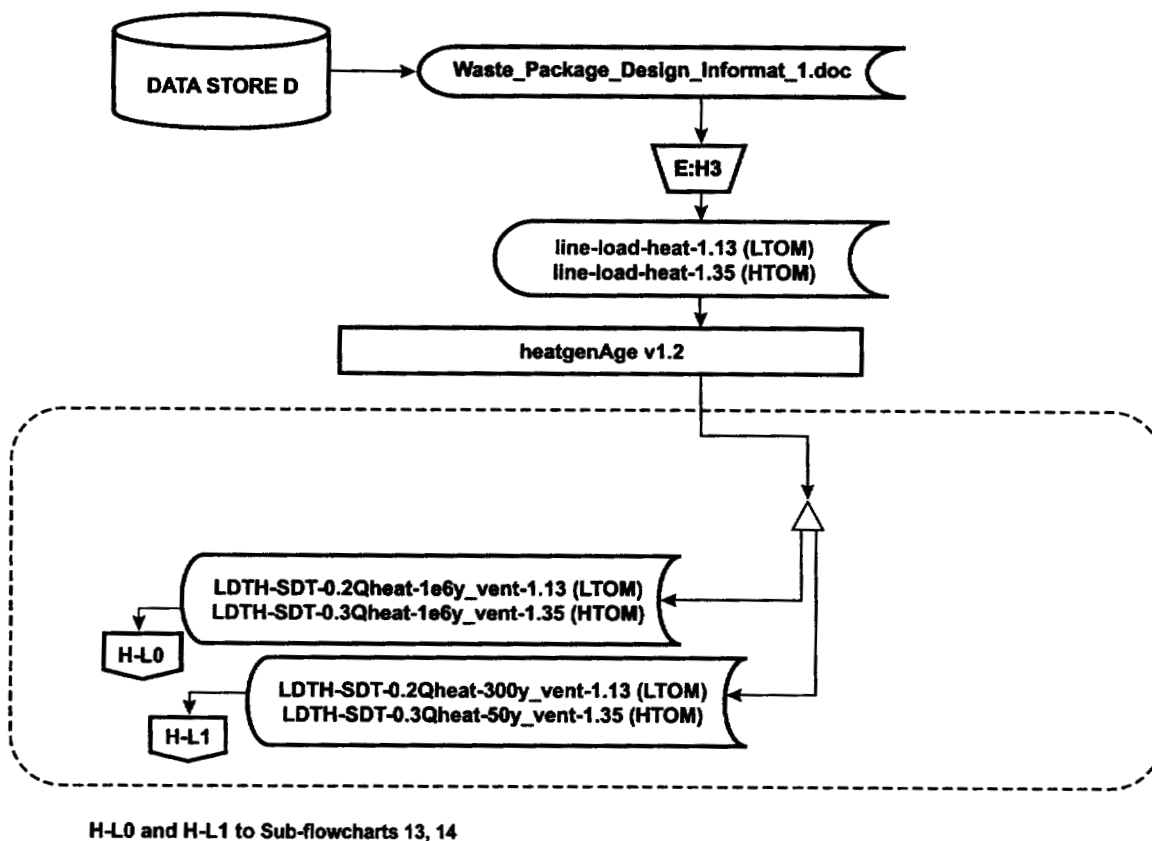 DATA STORE D
Waste_Package_Design_Informat_1.doc
E:H3
line-load-heat-1.13 (LTOM)
line-load-heat-1.35 (HTOM)
heatgenAge v1.2
LDTH-SDT-0.2Qheat-1e6y_vent-1.13 (LTOM)
LDTH-SDT-0.3Qheat-1e6y_vent-1.35 (HTOM)
H-L0
LDTH-SDT-0.2Qheat-300y_vent-1.13 (LTOM)
LDTH-SDT-0.3Qheat-50y_vent-1.35 (HTOM)
H-L1
H-L0 and H-L1 to Sub-flowcharts 13, 14